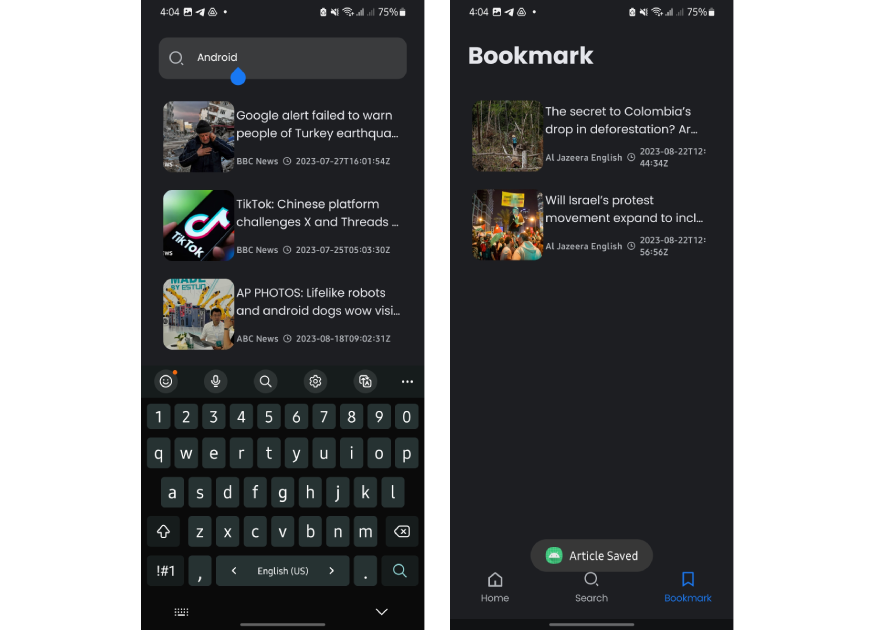 4:04
75%
Android
Google alert failed to warn
people of Turkey earthqua...
BBC News 2023-07-27T16:01:54Z
TikTok: Chinese platform
challenges X and Threads ...
BBC News 2023-07-25T05:03:30Z
TikTok
MADE
BY ESTUN
AP PHOTOS: Lifelike robots
and android dogs wow visi...
ABC News 2023-08-18T09:02:31Z
1 2 3 4 5 6 7 8 9 0
q w e r t y u i o p
a s d f g h j k l
z x c v b n m
!#1 , < English (US) > .
4:04
75%
Bookmark
The secret to Colombia's
drop in deforestation? Ar...
Al Jazeera English 2023-08-22T12:
44:34Z
Will Israel's protest
movement expand to incl...
Al Jazeera English 2023-08-22T12:
56:56Z
Article Saved
Home Search Bookmark